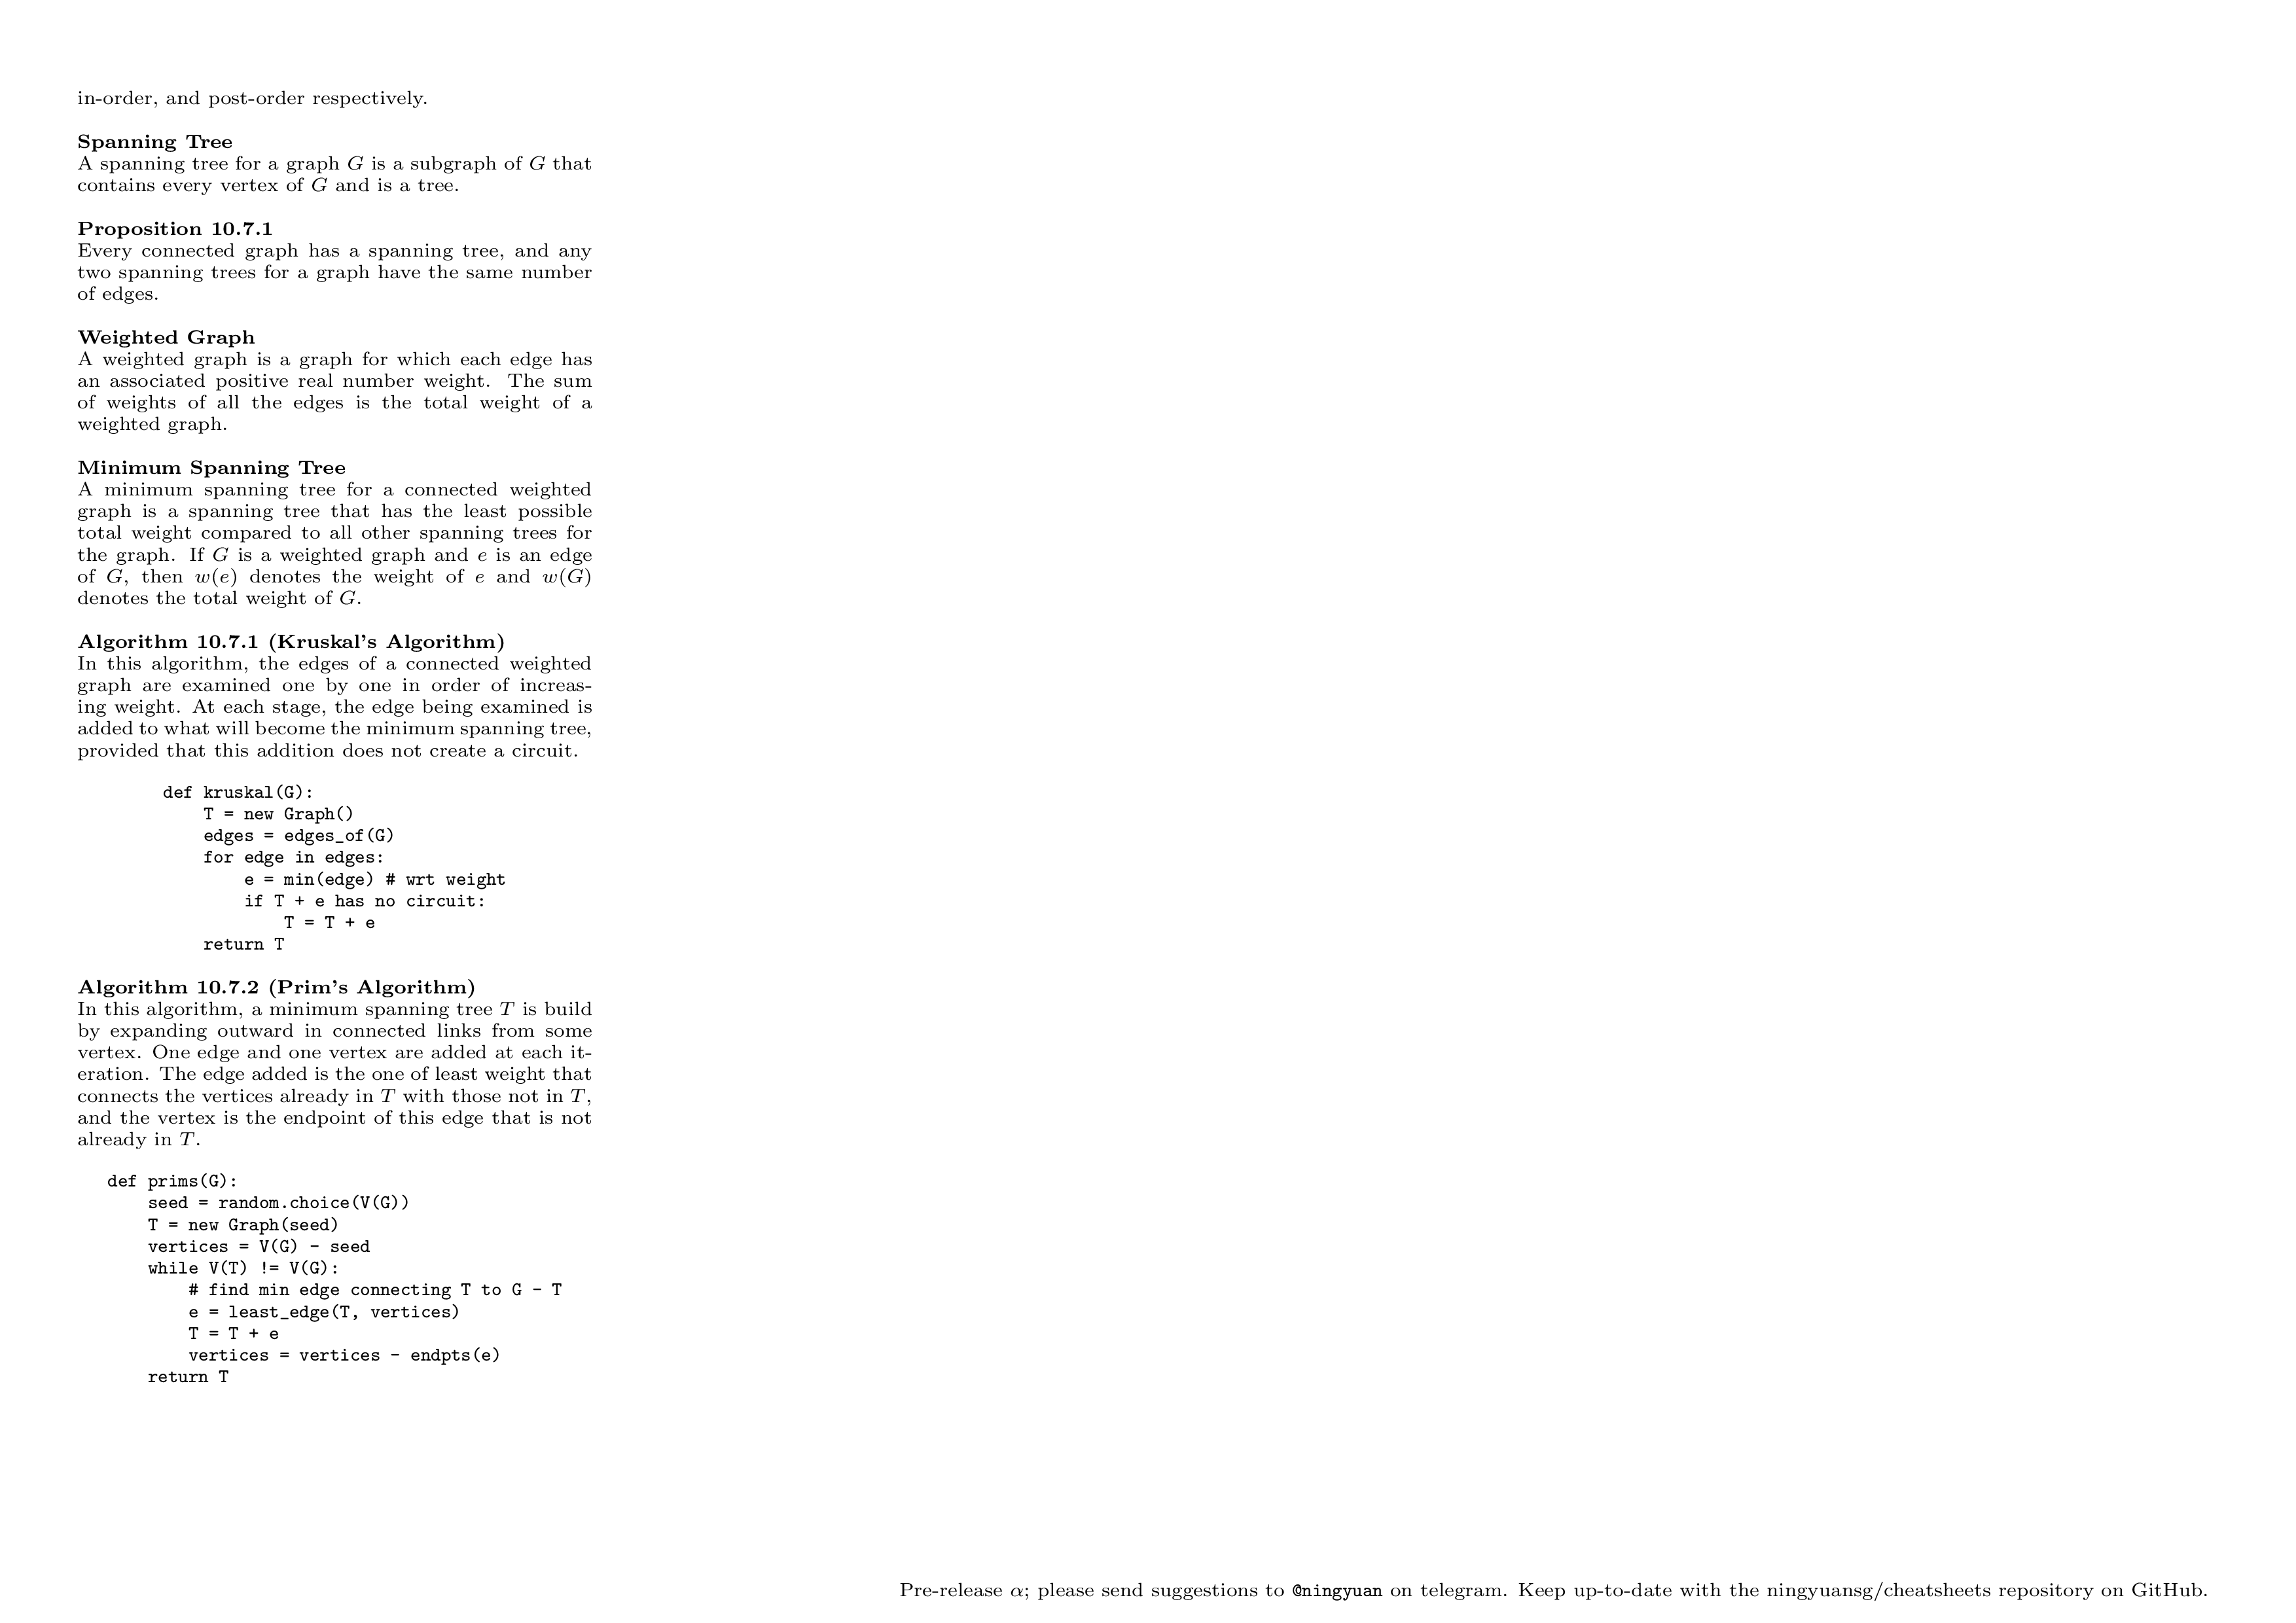 in-order, and post-order respectively.
Spanning Tree
A spanning tree for a graph G is a subgraph of G that
contains every vertex of G and is a tree.
Proposition 10.7.1
Every connected graph has a spanning tree, and any
two spanning trees for a graph have the same number
of edges.
Weighted Graph
A weighted graph is a graph for which each edge has
an associated positive real number weight. The sum
of weights of all the edges is the total weight of a
weighted graph.
Minimum Spanning Tree
A minimum spanning tree for a connected weighted
graph is a spanning tree that has the least possible
total weight compared to all other spanning trees for
the graph. If G is a weighted graph and e is an edge
of G, then w(e) denotes the weight of e and w(G)
denotes the total weight of G.
Algorithm 10.7.1 (Kruskal's Algorithm)
In this algorithm, the edges of a connected weighted
graph are examined one by one in order of increas-
ing weight. At each stage, the edge being examined is
added to what will become the minimum spanning tree,
provided that this addition does not create a circuit.
def kruskal(G):
    T = new Graph()
    edges = edges_of(G)
    for edge in edges:
        e = min(edge) # wrt weight
        if T + e has no circuit:
            T = T + e
    return T
Algorithm 10.7.2 (Prim's Algorithm)
In this algorithm, a minimum spanning tree T is build
by expanding outward in connected links from some
vertex. One edge and one vertex are added at each it-
eration. The edge added is the one of least weight that
connects the vertices already in T with those not in T,
and the vertex is the endpoint of this edge that is not
already in T.
def prims(G):
    seed = random.choice(V(G))
    T = new Graph(seed)
    vertices = V(G) - seed
    while V(T) != V(G):
        # find min edge connecting T to G - T
        e = least_edge(T, vertices)
        T = T + e
        vertices = vertices - endpts(e)
    return T
Pre-release α; please send suggestions to @ningyuan on telegram. Keep up-to-date with the ningyuansg/cheatsheets repository on GitHub.